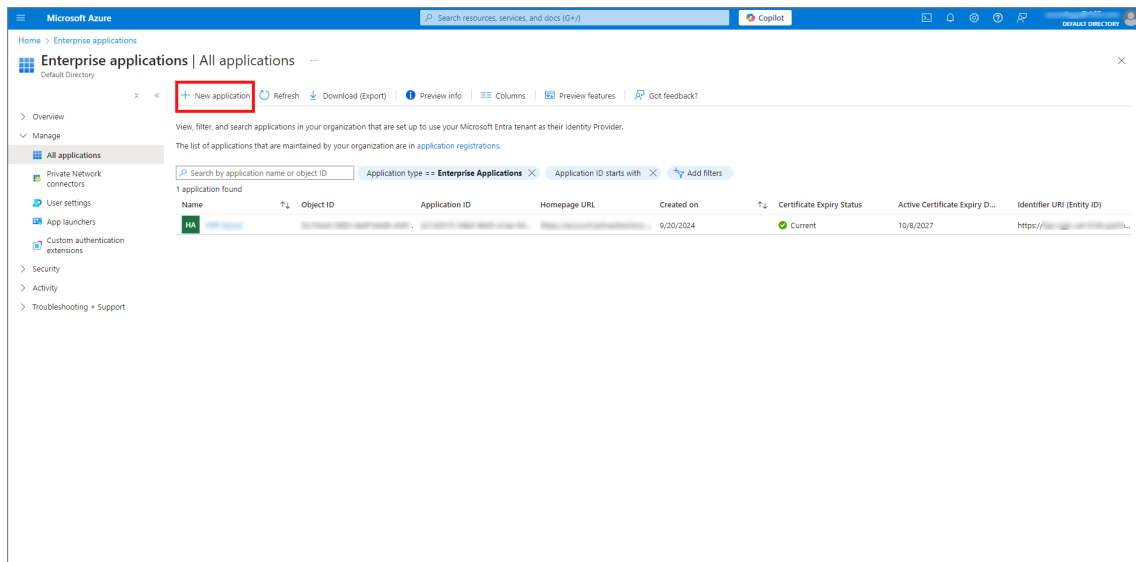 Microsoft Azure
Search resources, services, and docs (G+/)
Copilot
DEFAULT DIRECTORY
Home > Enterprise applications
Enterprise applications | All applications ...
Default Directory
+ New application Refresh Download (Export) Preview info Columns Preview features Got feedback?
Overview
Manage
All applications
Private Network
connectors
User settings
App launchers
Custom authentication
extensions
Security
Activity
Troubleshooting + Support
View, filter, and search applications in your organization that are set up to use your Microsoft Entra tenant as their Identity Provider.
The list of applications that are maintained by your organization are in application registrations.
Search by application name or object ID Application type == Enterprise Applications Application ID starts with Add filters
1 application found
Name Object ID Application ID Homepage URL Created on Certificate Expiry Status Active Certificate Expiry D... Identifier URI (Entity ID)
HA 9/20/2024 Current 10/8/2027 https://